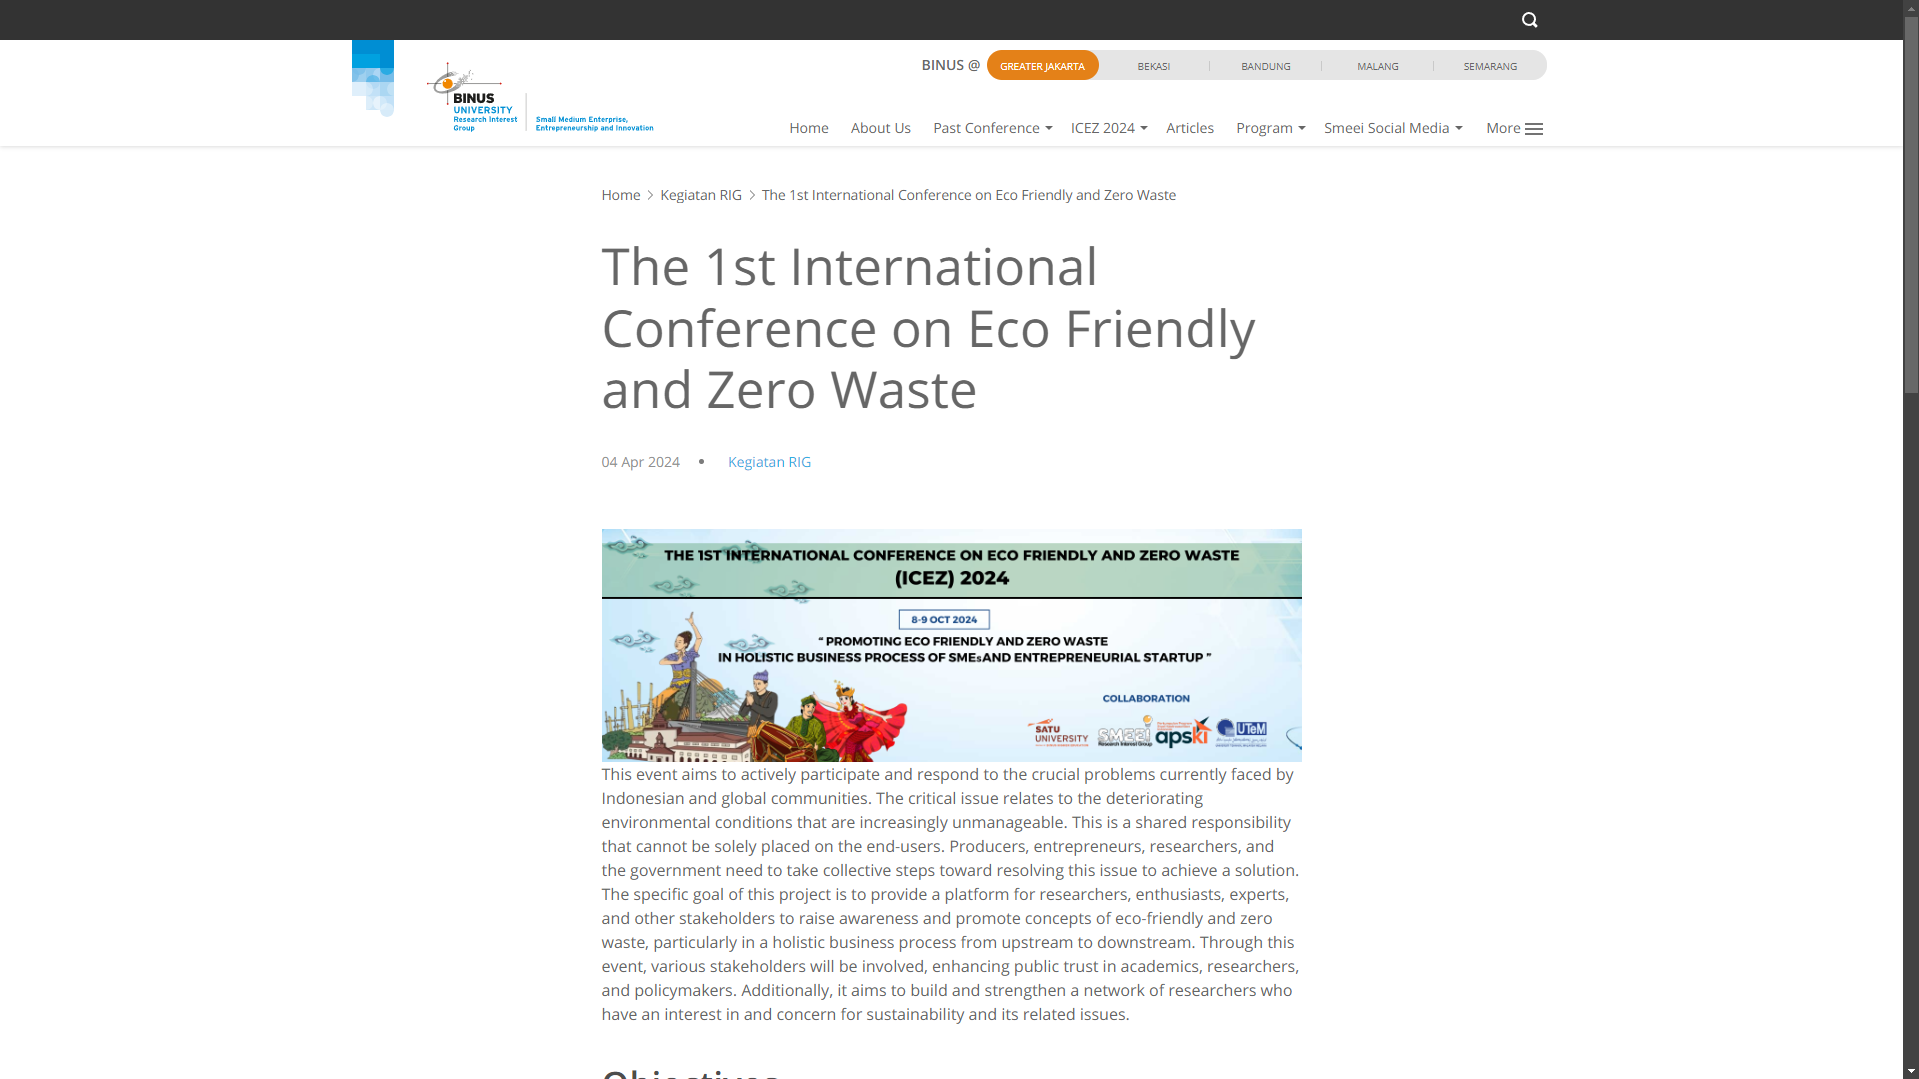 BINUS @ GREATER JAKARTA BEKASI BANDUNG MALANG SEMARANG
BINUS
UNIVERSITY
Research Interest
Group
Small Medium Enterprise,
Entrepreneurship and Innovation
Home About Us Past Conference ICEZ 2024 Articles Program Smeei Social Media More
Home > Kegiatan RIG > The 1st International Conference on Eco Friendly and Zero Waste
The 1st International
Conference on Eco Friendly
and Zero Waste
04 Apr 2024 • Kegiatan RIG
THE 1ST INTERNATIONAL CONFERENCE ON ECO FRIENDLY AND ZERO WASTE
(ICEZ) 2024
8-9 OCT 2024
“ PROMOTING ECO FRIENDLY AND ZERO WASTE
IN HOLISTIC BUSINESS PROCESS OF SMEs AND ENTREPRENEURIAL STARTUP ”
COLLABORATION
SATU
UNIVERSITY
SMEEI
Research Interest Group
apski
UTeM
This event aims to actively participate and respond to the crucial problems currently faced by
Indonesian and global communities. The critical issue relates to the deteriorating
environmental conditions that are increasingly unmanageable. This is a shared responsibility
that cannot be solely placed on the end-users. Producers, entrepreneurs, researchers, and
the government need to take collective steps toward resolving this issue to achieve a solution.
The specific goal of this project is to provide a platform for researchers, enthusiasts, experts,
and other stakeholders to raise awareness and promote concepts of eco-friendly and zero
waste, particularly in a holistic business process from upstream to downstream. Through this
event, various stakeholders will be involved, enhancing public trust in academics, researchers,
and policymakers. Additionally, it aims to build and strengthen a network of researchers who
have an interest in and concern for sustainability and its related issues.
Objectives